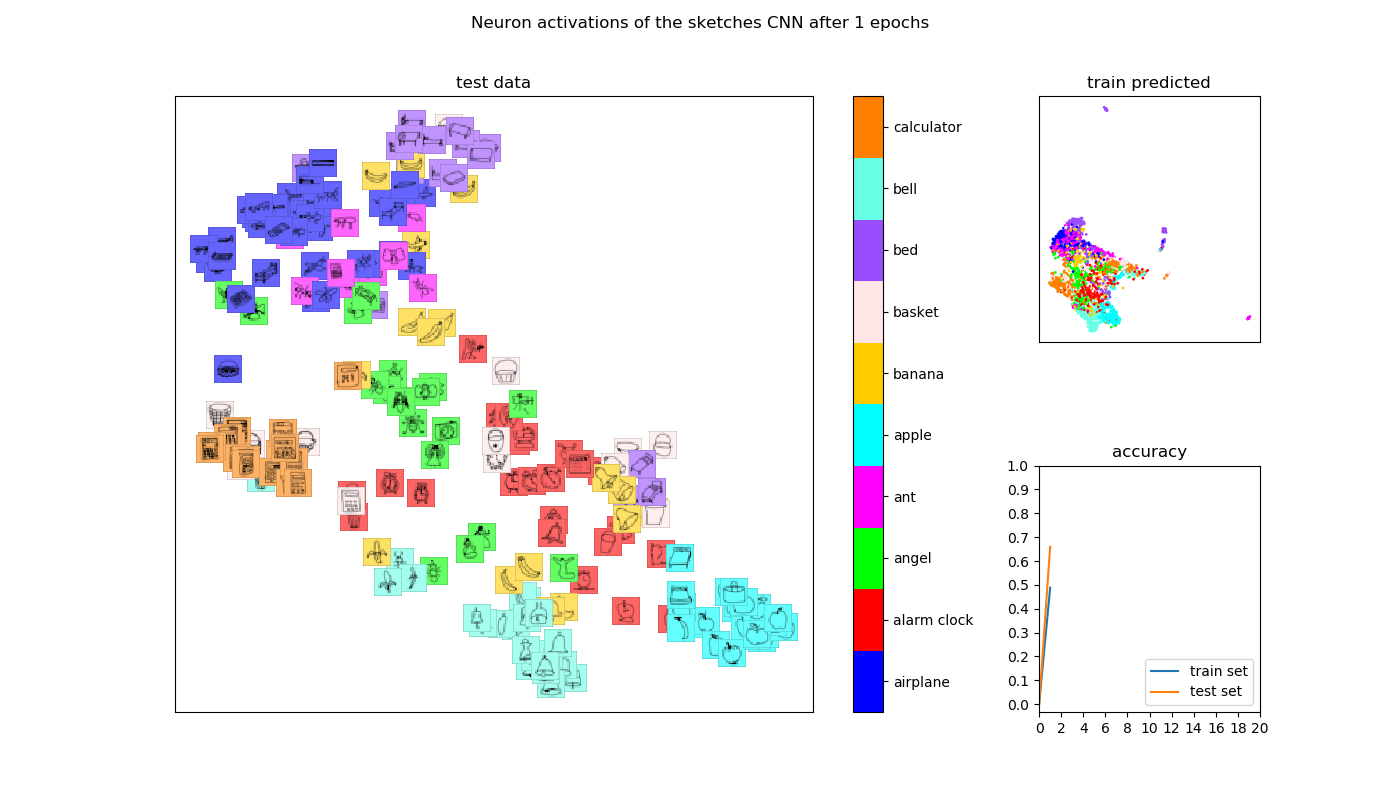 Neuron activations of the sketches CNN after 1 epochs
test data
calculator
bell
bed
basket
banana
apple
ant
angel
alarm clock
airplane
train predicted
accuracy
1.0
0.9
0.8
0.7
0.6
0.5
0.4
0.3
0.2
0.1
0.0
train set
test set
0 2 4 6 8 10 12 14 16 18 20